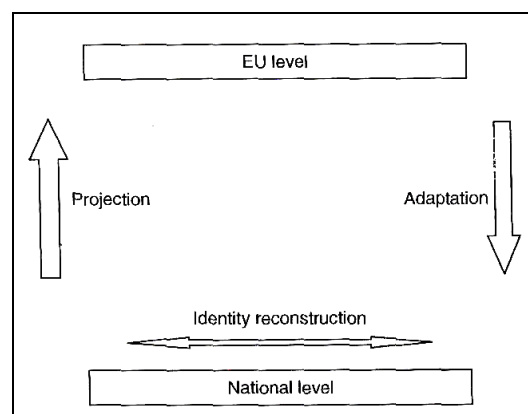 EU level
Projection
Adaptation
Identity reconstruction
National level